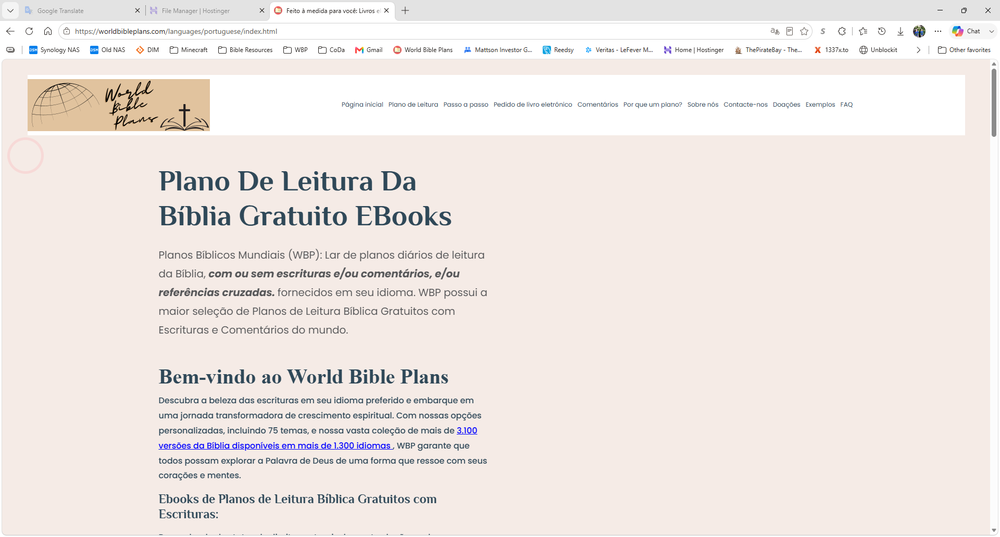 Google Translate
File Manager | Hostinger
Feito à medida para você: Livros el
https://worldbibleplans.com/languages/portuguese/index.html
Chat
Synology NAS
Old NAS
DIM
Minecraft
Bible Resources
WBP
CoDa
Gmail
World Bible Plans
Mattson Investor G...
Reedsy
Veritas - LeFever M...
Home | Hostinger
ThePirateBay - The...
1337x.to
Unblockit
Other favorites
World
Bible
Plans
Página inicial Plano de Leitura Passo a passo Pedido de livro eletrónico Comentários Por que um plano? Sobre nós Contacte-nos Doações Exemplos FAQ
Plano De Leitura Da
Bíblia Gratuito EBooks
Planos Bíblicos Mundiais (WBP): Lar de planos diários de leitura
da Bíblia, com ou sem escrituras e/ou comentários, e/ou
referências cruzadas. fornecidos em seu idioma. WBP possui a
maior seleção de Planos de Leitura Bíblica Gratuitos com
Escrituras e Comentários do mundo.
Bem-vindo ao World Bible Plans
Descubra a beleza das escrituras em seu idioma preferido e embarque em
uma jornada transformadora de crescimento espiritual. Com nossas opções
personalizadas, incluindo 75 temas, e nossa vasta coleção de mais de 3.100
versões da Bíblia disponíveis em mais de 1.300 idiomas , WBP garante que
todos possam explorar a Palavra de Deus de uma forma que ressoe com seus
corações e mentes.
Ebooks de Planos de Leitura Bíblica Gratuitos com
Escrituras: